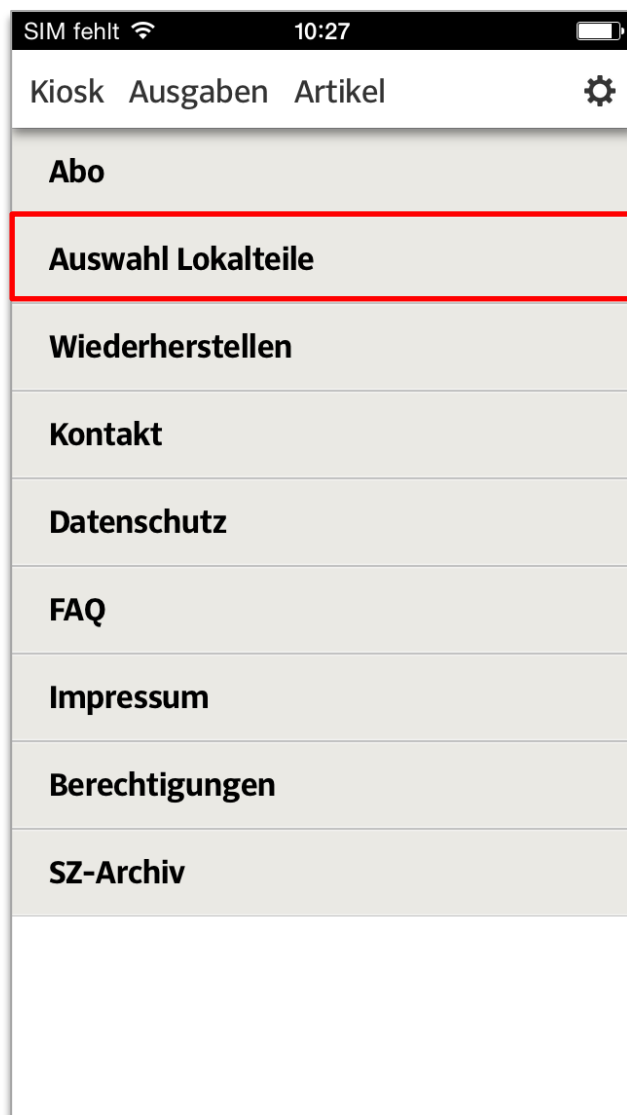 SIM fehlt 10:27
Kiosk Ausgaben Artikel
Abo
Auswahl Lokalteile
Wiederherstellen
Kontakt
Datenschutz
FAQ
Impressum
Berechtigungen
SZ-Archiv